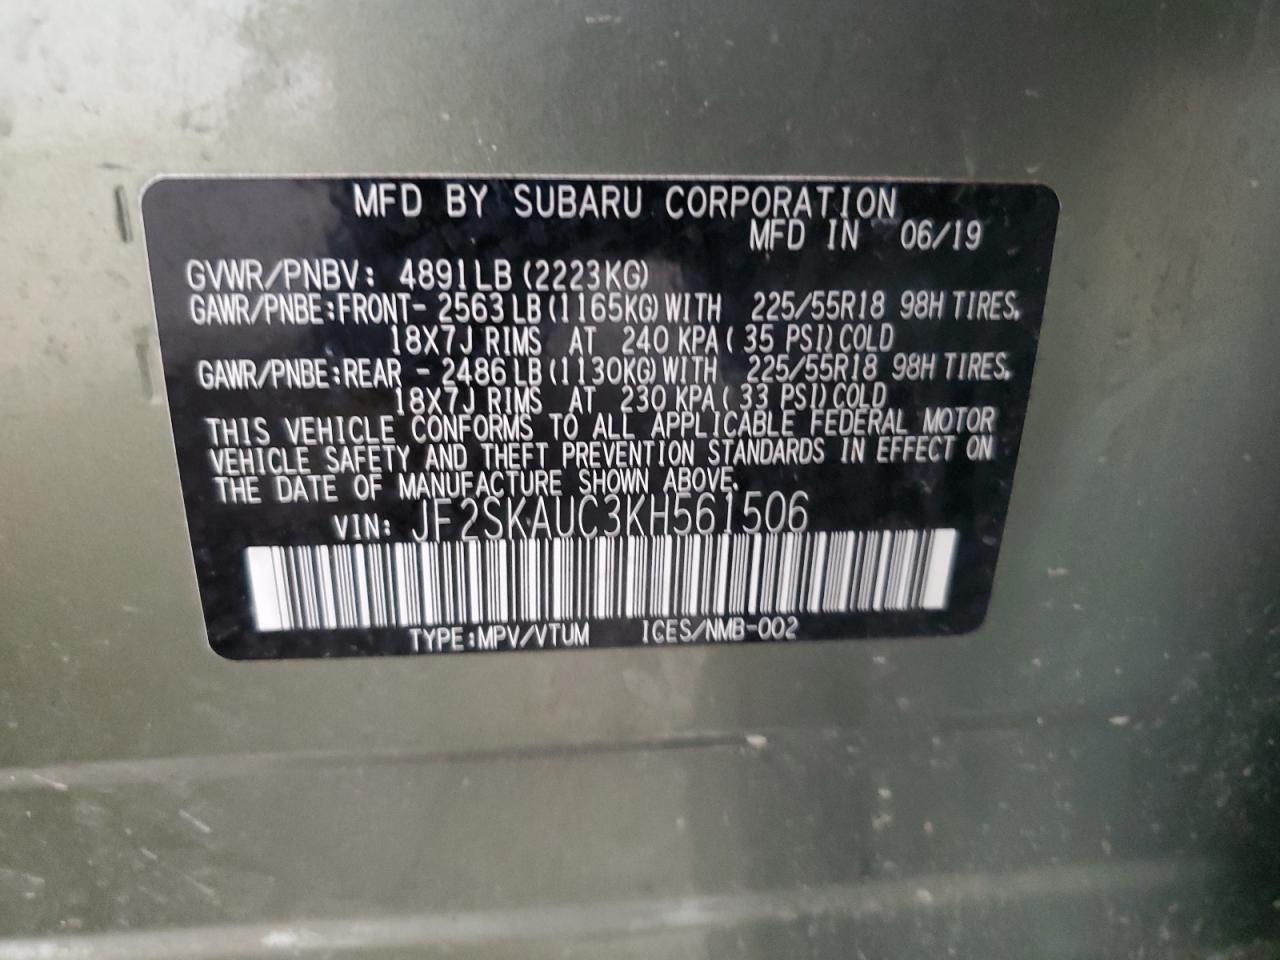 MFD BY SUBARU CORPORATION
MFD IN 06/19
GVWR/PNBV: 4891LB (2223KG)
GAWR/PNBE:FRONT- 2563 LB (1165KG) WITH 225/55R18 98H TIRES,
18X7J RIMS AT 240 KPA ( 35 PSI) COLD
GAWR/PNBE:REAR - 2486 LB (1130KG) WITH 225/55R18 98H TIRES,
18X7J RIMS AT 230 KPA ( 33 PSI) COLD
THIS VEHICLE CONFORMS TO ALL APPLICABLE FEDERAL MOTOR
VEHICLE SAFETY AND THEFT PREVENTION STANDARDS IN EFFECT ON
THE DATE OF MANUFACTURE SHOWN ABOVE.
VIN: JF2SKAUC3KH561506
TYPE:MPV/VTUM ICES/NMB-002